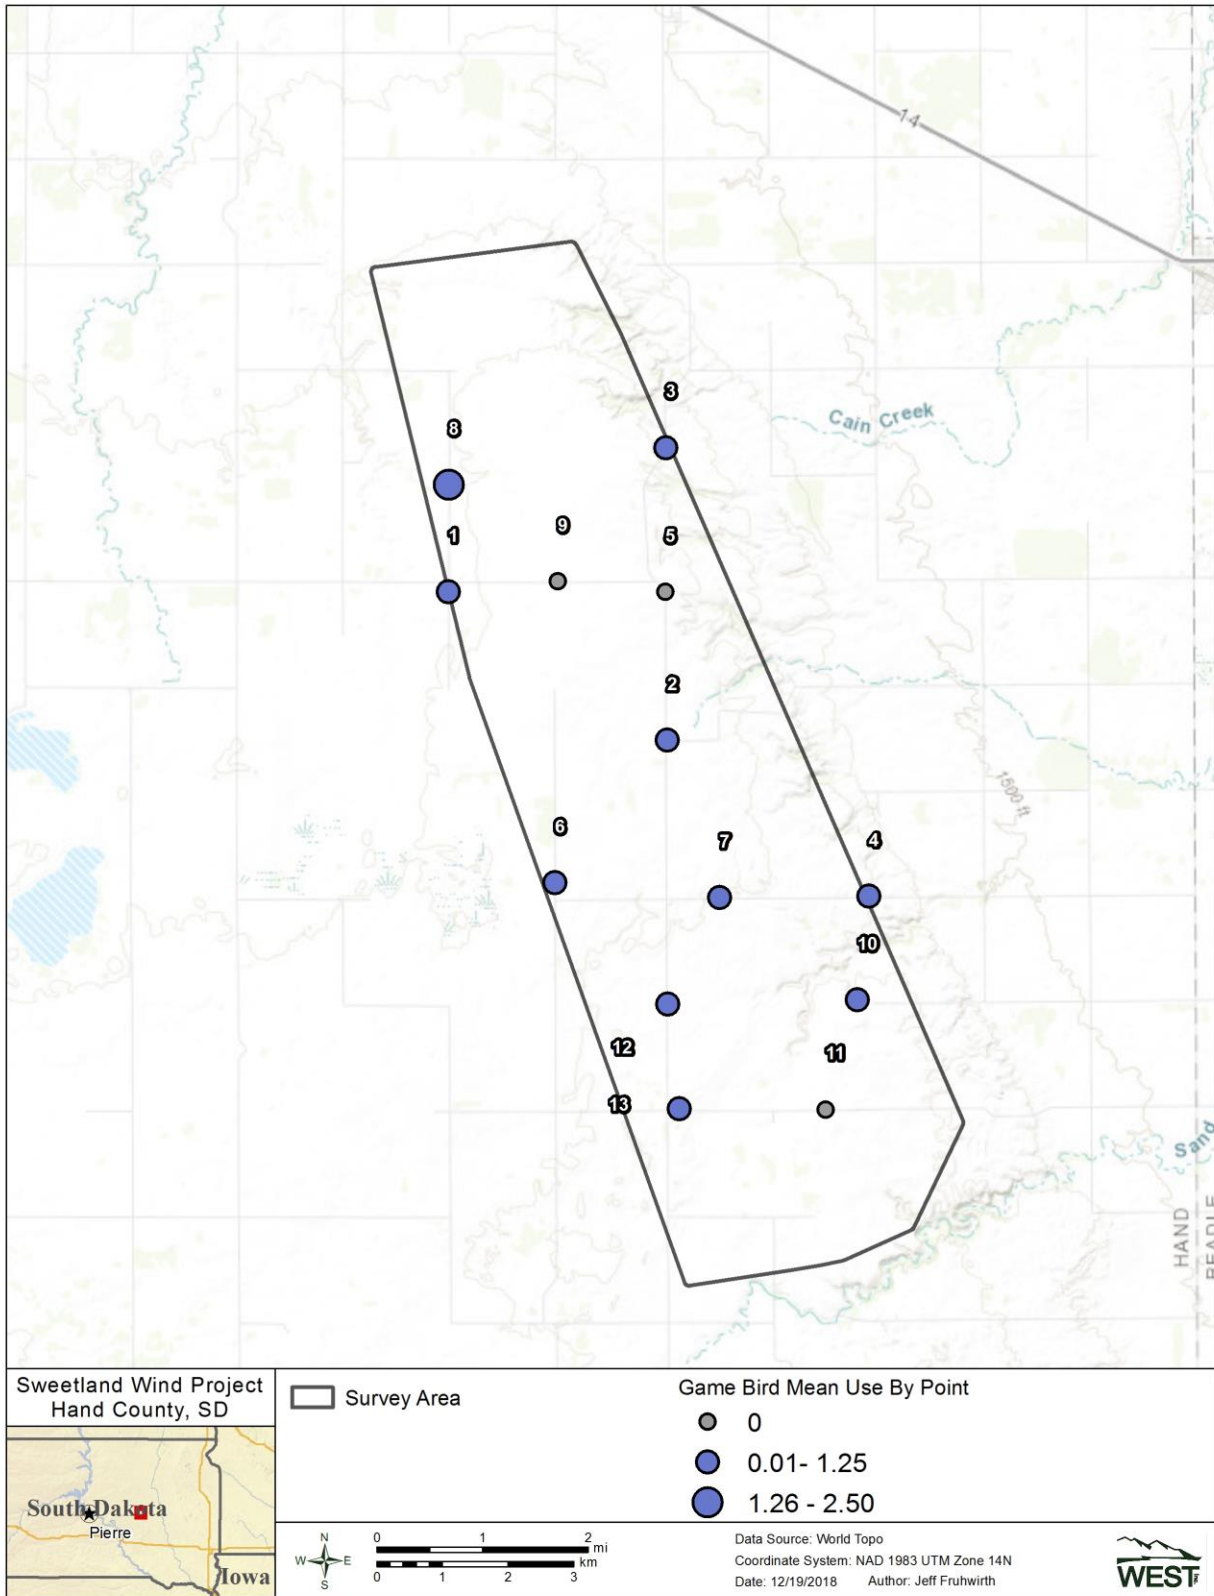 14
3
Cain Creek
8
9
5
1
2
1500 ft
6
7
4
10
12
11
13
Sand
HAND
BEADLE
Sweetland Wind Project
Hand County, SD
Survey Area
Game Bird Mean Use By Point
0
0.01- 1.25
1.26 - 2.50
South Dakota
Pierre
Iowa
N
W E
S
0 1 2
mi
km
0 1 2 3
Data Source: World Topo
Coordinate System: NAD 1983 UTM Zone 14N
Date: 12/19/2018 Author: Jeff Fruhwirth
WEST